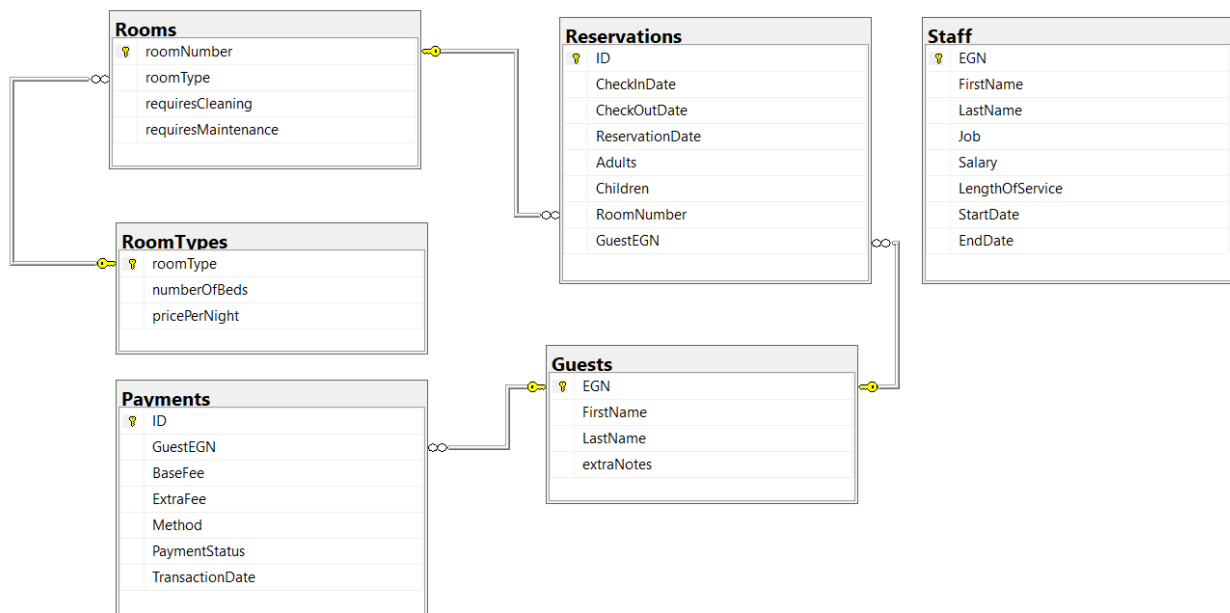 Rooms
roomNumber
roomType
requiresCleaning
requiresMaintenance
RoomTypes
roomType
numberOfBeds
pricePerNight
Payments
ID
GuestEGN
BaseFee
ExtraFee
Method
PaymentStatus
TransactionDate
Reservations
ID
CheckInDate
CheckOutDate
ReservationDate
Adults
Children
RoomNumber
GuestEGN
Guests
EGN
FirstName
LastName
extraNotes
Staff
EGN
FirstName
LastName
Job
Salary
LengthOfService
StartDate
EndDate